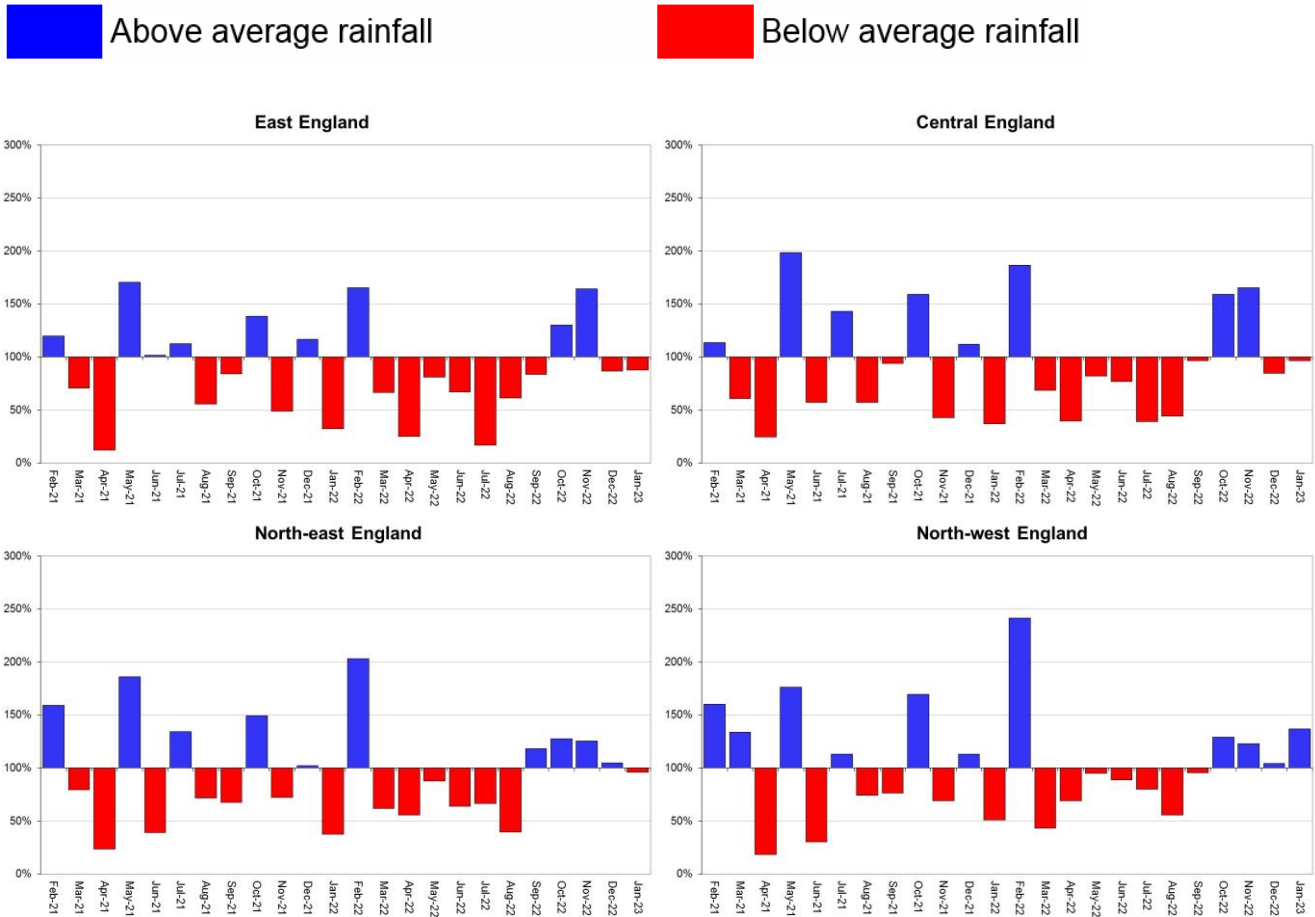 Above average rainfall
Below average rainfall
East England
300%
250%
200%
150%
100%
50%
0%
Feb-21
Mar-21
Apr-21
May-21
Jun-21
Jul-21
Aug-21
Sep-21
Oct-21
Nov-21
Dec-21
Jan-22
Feb-22
Mar-22
Apr-22
May-22
Jun-22
Jul-22
Aug-22
Sep-22
Oct-22
Nov-22
Dec-22
Jan-23
Central England
300%
250%
200%
150%
100%
50%
0%
Feb-21
Mar-21
Apr-21
May-21
Jun-21
Jul-21
Aug-21
Sep-21
Oct-21
Nov-21
Dec-21
Jan-22
Feb-22
Mar-22
Apr-22
May-22
Jun-22
Jul-22
Aug-22
Sep-22
Oct-22
Nov-22
Dec-22
Jan-23
North-east England
300%
250%
200%
150%
100%
50%
0%
Feb-21
Mar-21
Apr-21
May-21
Jun-21
Jul-21
Aug-21
Sep-21
Oct-21
Nov-21
Dec-21
Jan-22
Feb-22
Mar-22
Apr-22
May-22
Jun-22
Jul-22
Aug-22
Sep-22
Oct-22
Nov-22
Dec-22
Jan-23
North-west England
300%
250%
200%
150%
100%
50%
0%
Feb-21
Mar-21
Apr-21
May-21
Jun-21
Jul-21
Aug-21
Sep-21
Oct-21
Nov-21
Dec-21
Jan-22
Feb-22
Mar-22
Apr-22
May-22
Jun-22
Jul-22
Aug-22
Sep-22
Oct-22
Nov-22
Dec-22
Jan-23